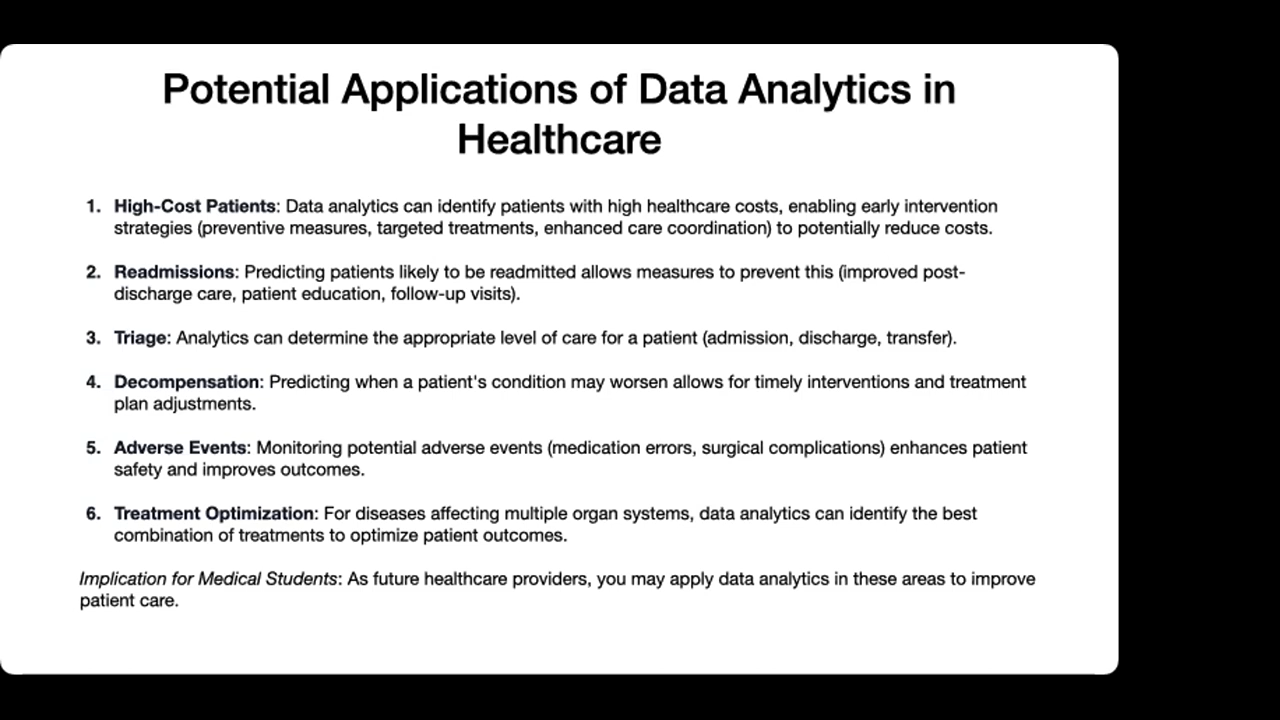 Potential Applications of Data Analytics in
Healthcare
1. High-Cost Patients: Data analytics can identify patients with high healthcare costs, enabling early intervention
strategies (preventive measures, targeted treatments, enhanced care coordination) to potentially reduce costs.
2. Readmissions: Predicting patients likely to be readmitted allows measures to prevent this (improved post-
discharge care, patient education, follow-up visits).
3. Triage: Analytics can determine the appropriate level of care for a patient (admission, discharge, transfer).
4. Decompensation: Predicting when a patient's condition may worsen allows for timely interventions and treatment
plan adjustments.
5. Adverse Events: Monitoring potential adverse events (medication errors, surgical complications) enhances patient
safety and improves outcomes.
6. Treatment Optimization: For diseases affecting multiple organ systems, data analytics can identify the best
combination of treatments to optimize patient outcomes.
Implication for Medical Students: As future healthcare providers, you may apply data analytics in these areas to improve
patient care.